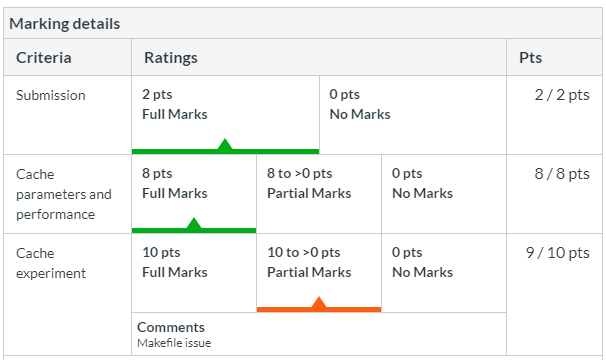 Marking details
Criteria
Ratings
Pts
Submission
2 pts
Full Marks
0 pts
No Marks
2 / 2 pts
Cache
parameters and
performance
8 pts
Full Marks
8 to >0 pts
Partial Marks
0 pts
No Marks
8 / 8 pts
Cache
experiment
10 pts
Full Marks
10 to >0 pts
Partial Marks
0 pts
No Marks
9 / 10 pts
Comments
Makefile issue